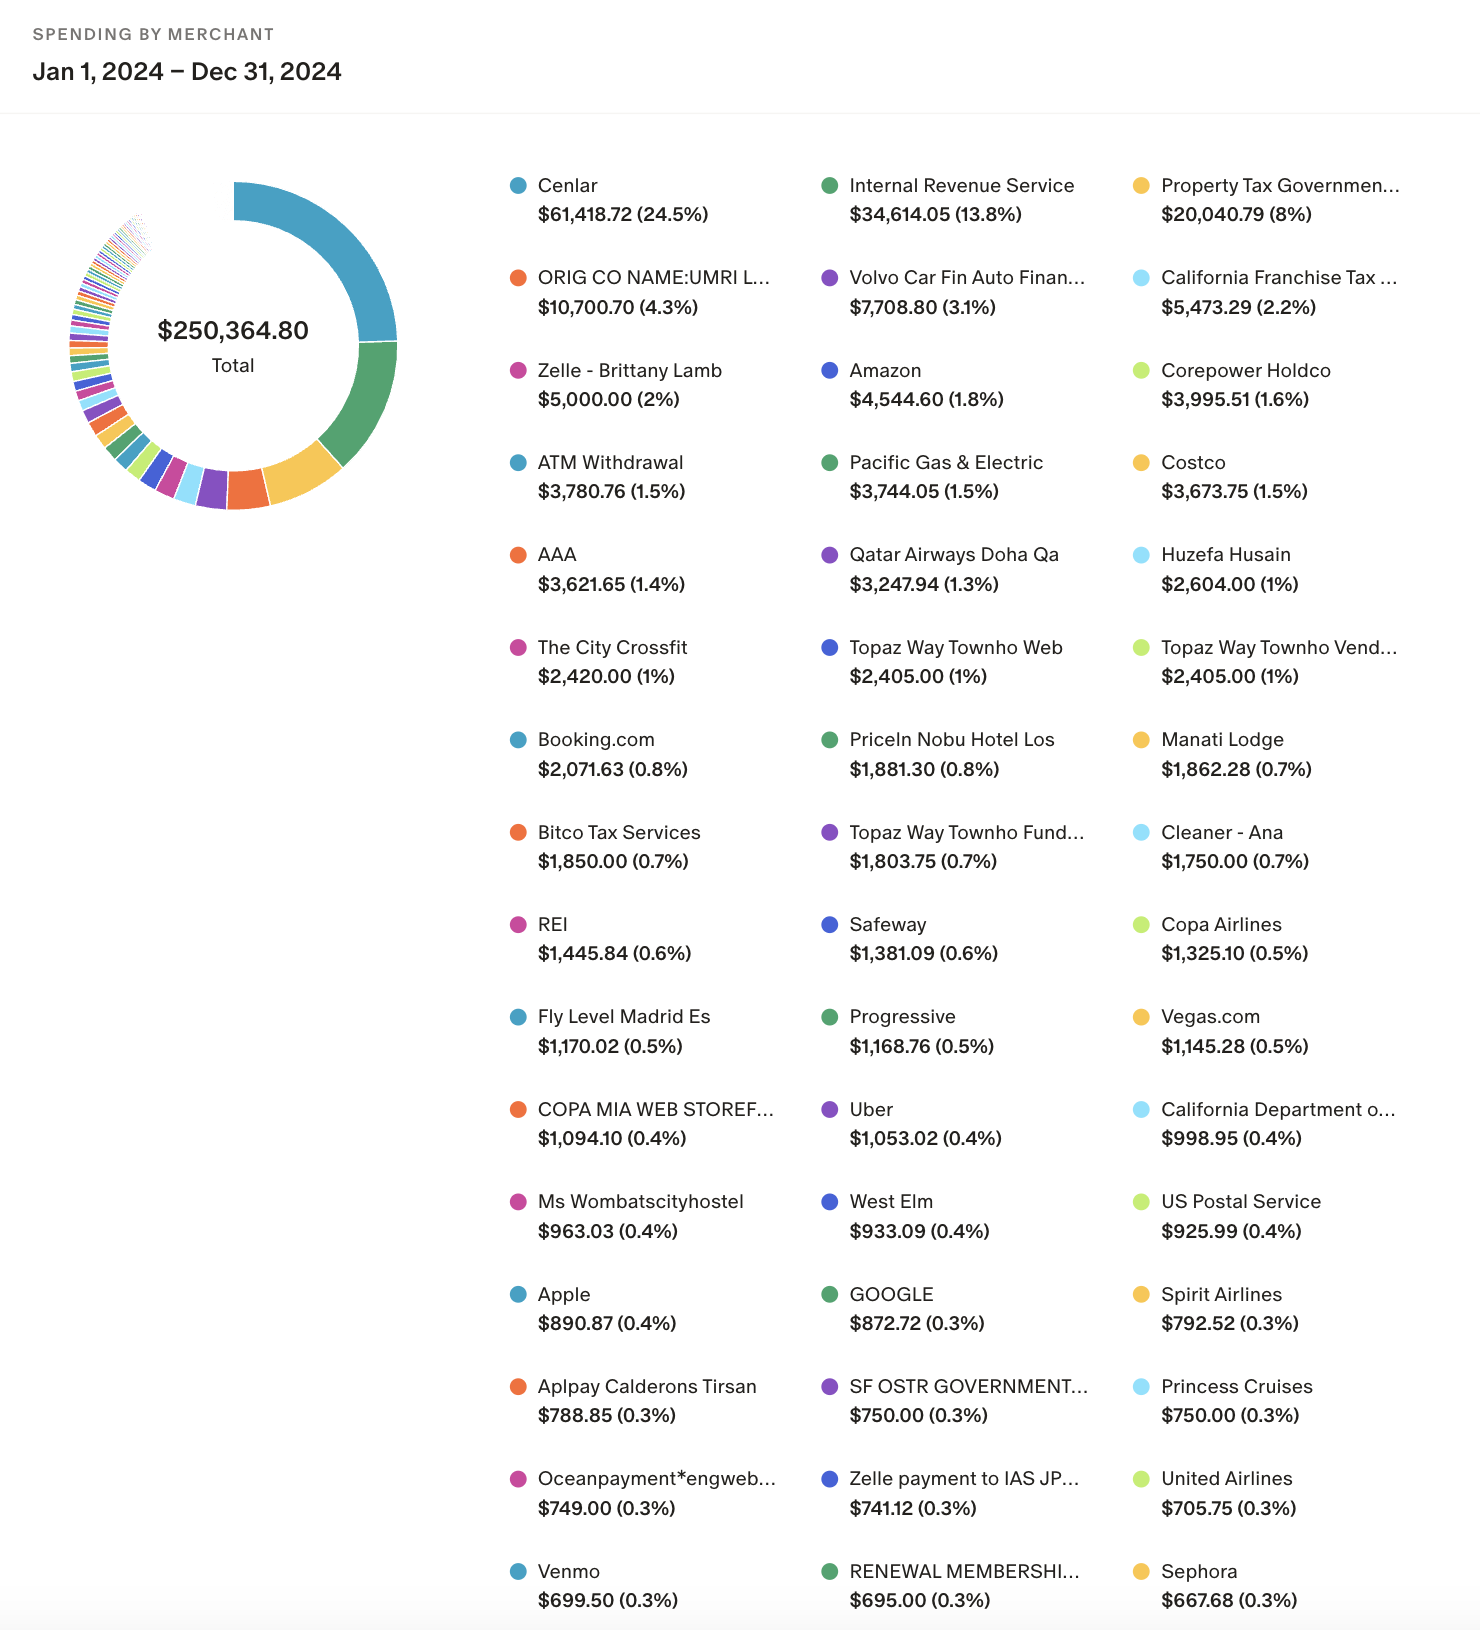 SPENDING BY MERCHANT
Jan 1, 2024 – Dec 31, 2024
$250,364.80
Total
Cenlar
$61,418.72 (24.5%)
Internal Revenue Service
$34,614.05 (13.8%)
Property Tax Governmen...
$20,040.79 (8%)
ORIG CO NAME:UMRI L...
$10,700.70 (4.3%)
Volvo Car Fin Auto Finan...
$7,708.80 (3.1%)
California Franchise Tax ...
$5,473.29 (2.2%)
Zelle - Brittany Lamb
$5,000.00 (2%)
Amazon
$4,544.60 (1.8%)
Corepower Holdco
$3,995.51 (1.6%)
ATM Withdrawal
$3,780.76 (1.5%)
Pacific Gas & Electric
$3,744.05 (1.5%)
Costco
$3,673.75 (1.5%)
AAA
$3,621.65 (1.4%)
Qatar Airways Doha Qa
$3,247.94 (1.3%)
Huzefa Husain
$2,604.00 (1%)
The City Crossfit
$2,420.00 (1%)
Topaz Way Townho Web
$2,405.00 (1%)
Topaz Way Townho Vend...
$2,405.00 (1%)
Booking.com
$2,071.63 (0.8%)
Priceln Nobu Hotel Los
$1,881.30 (0.8%)
Manati Lodge
$1,862.28 (0.7%)
Bitco Tax Services
$1,850.00 (0.7%)
Topaz Way Townho Fund...
$1,803.75 (0.7%)
Cleaner - Ana
$1,750.00 (0.7%)
REI
$1,445.84 (0.6%)
Safeway
$1,381.09 (0.6%)
Copa Airlines
$1,325.10 (0.5%)
Fly Level Madrid Es
$1,170.02 (0.5%)
Progressive
$1,168.76 (0.5%)
Vegas.com
$1,145.28 (0.5%)
COPA MIA WEB STOREF...
$1,094.10 (0.4%)
Uber
$1,053.02 (0.4%)
California Department o...
$998.95 (0.4%)
Ms Wombatscityhostel
$963.03 (0.4%)
West Elm
$933.09 (0.4%)
US Postal Service
$925.99 (0.4%)
Apple
$890.87 (0.4%)
GOOGLE
$872.72 (0.3%)
Spirit Airlines
$792.52 (0.3%)
Aplpay Calderons Tirsan
$788.85 (0.3%)
SF OSTR GOVERNMENT...
$750.00 (0.3%)
Princess Cruises
$750.00 (0.3%)
Oceanpayment*engweb...
$749.00 (0.3%)
Zelle payment to IAS JP...
$741.12 (0.3%)
United Airlines
$705.75 (0.3%)
Venmo
$699.50 (0.3%)
RENEWAL MEMBERSHI...
$695.00 (0.3%)
Sephora
$667.68 (0.3%)